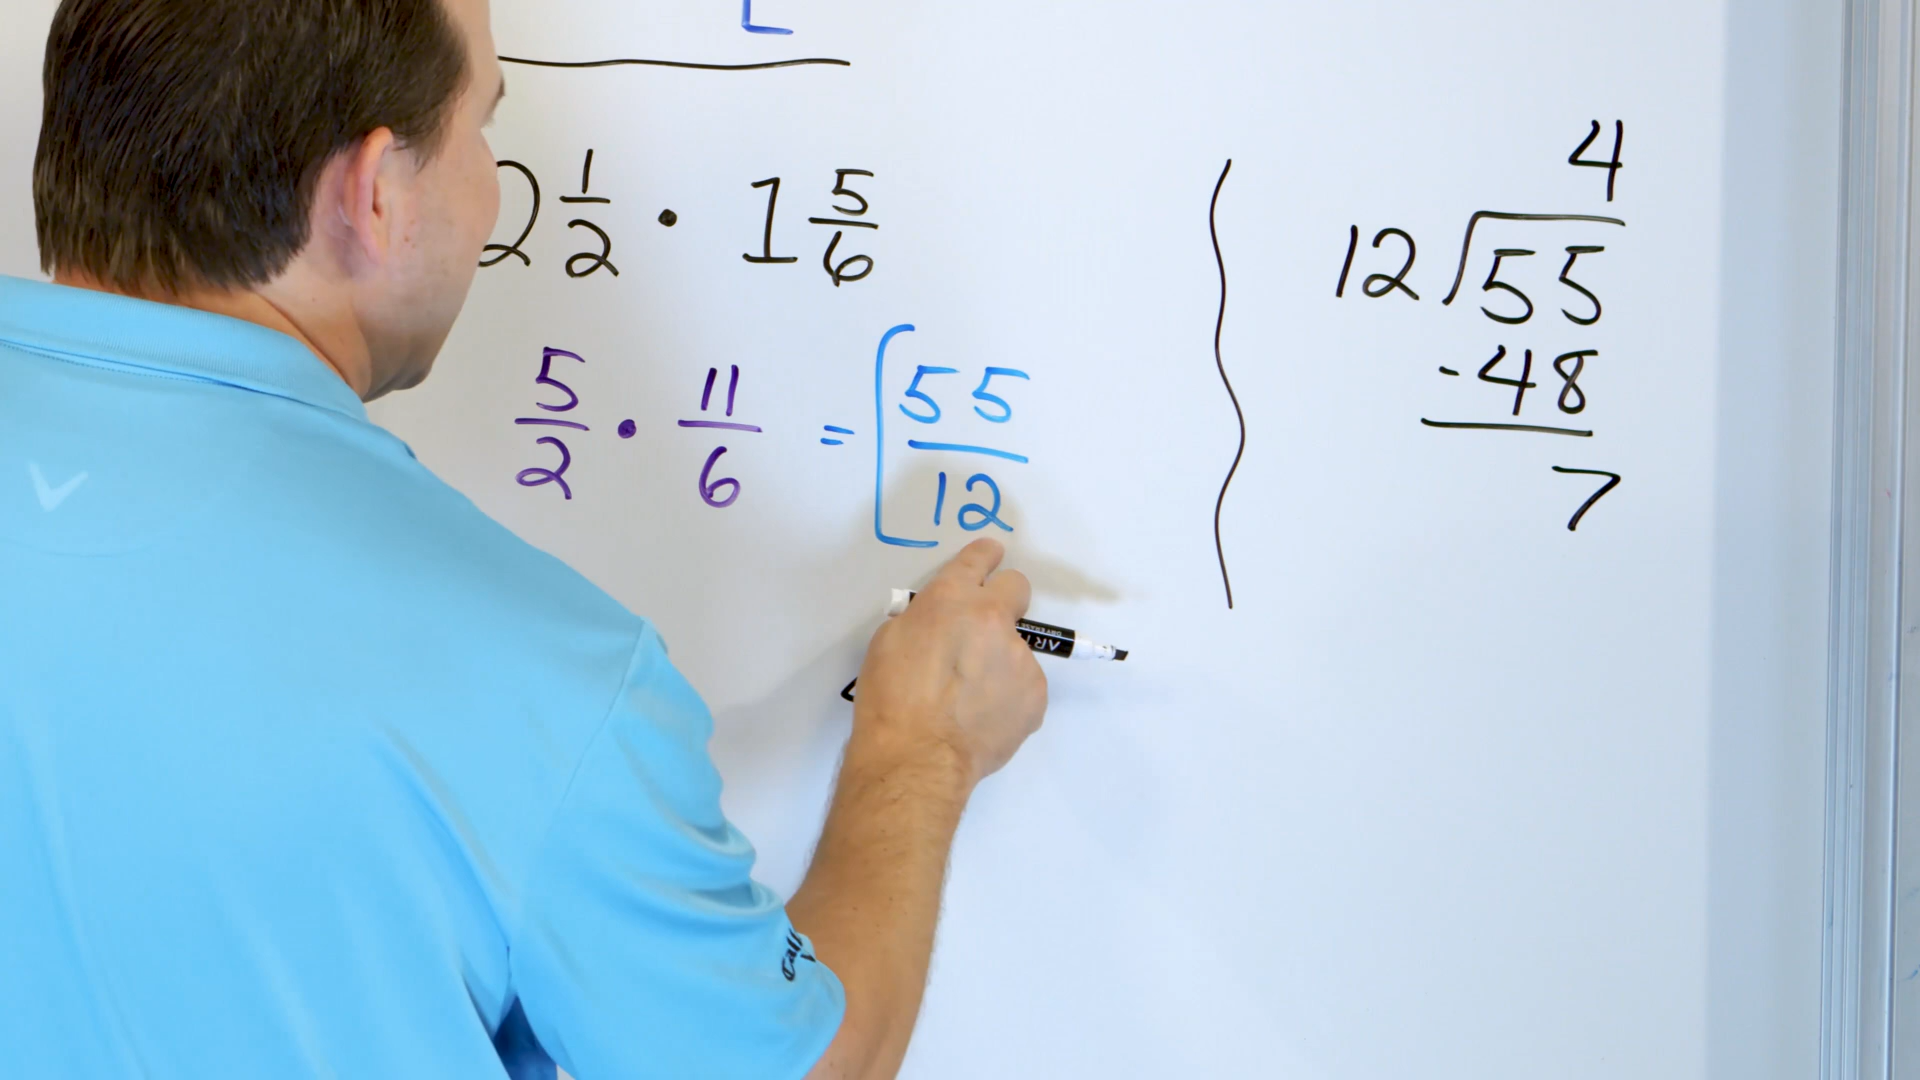 2 1/2 · 1 5/6
5/2 · 11/6 = [ 55/12
4
12 ) 55
-48
7